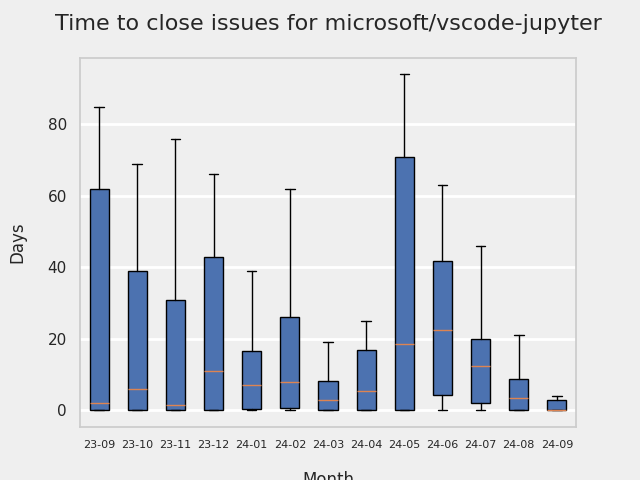 Time to close issues for microsoft/vscode-jupyter
Days
80
60
40
20
0
23-09 23-10 23-11 23-12 24-01 24-02 24-03 24-04 24-05 24-06 24-07 24-08 24-09
Month